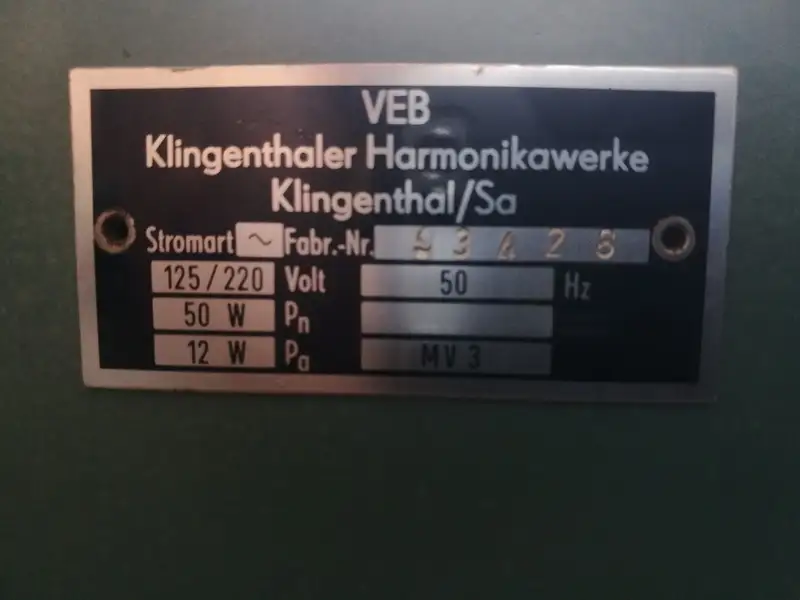 VEB
Klingenthaler Harmonikawerke
Klingenthal/Sa
Stromart ~ Fabr.-Nr.
125/220 Volt 50 Hz
50 W Pn
12 W Pa MV 3